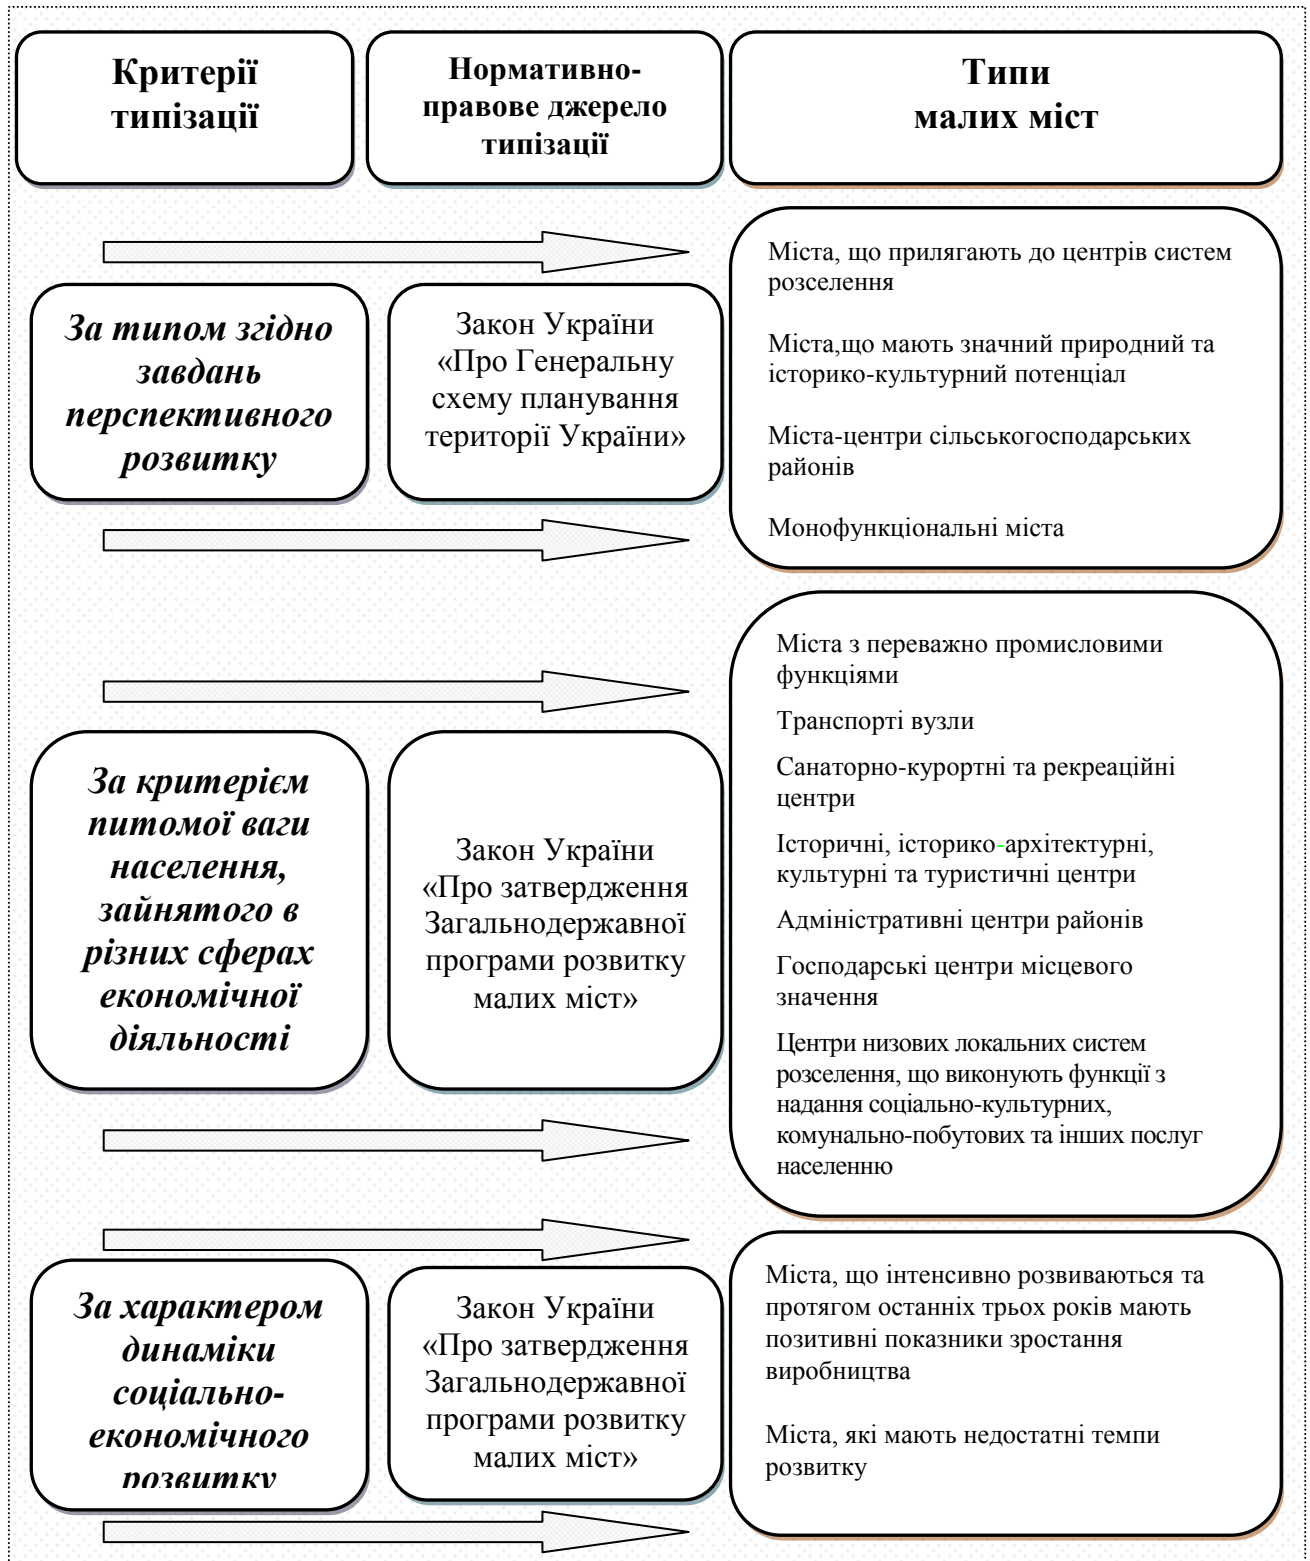 Критерії
типізації
Нормативно-
правове джерело
типізації
Типи
малих міст
За типом згідно
завдань
перспективного
розвитку
Закон України
«Про Генеральну
схему планування
території України»
Міста, що прилягають до центрів систем
розселення
Міста,що мають значний природний та
історико-культурний потенціал
Міста-центри сільськогосподарських
районів
Монофункціональні міста
За критерієм
питомої ваги
населення,
зайнятого в
різних сферах
економічної
діяльності
Закон України
«Про затвердження
Загальнодержавної
програми розвитку
малих міст»
Міста з переважно промисловими
функціями
Транспорті вузли
Санаторно-курортні та рекреаційні
центри
Історичні, історико-архітектурні,
культурні та туристичні центри
Адміністративні центри районів
Господарські центри місцевого
значення
Центри низових локальних систем
розселення, що виконують функції з
надання соціально-культурних,
комунально-побутових та інших послуг
населенню
За характером
динаміки
соціально-
економічного
розвитку
Закон України
«Про затвердження
Загальнодержавної
програми розвитку
малих міст»
Міста, що інтенсивно розвиваються та
протягом останніх трьох років мають
позитивні показники зростання
виробництва
Міста, які мають недостатні темпи
розвитку